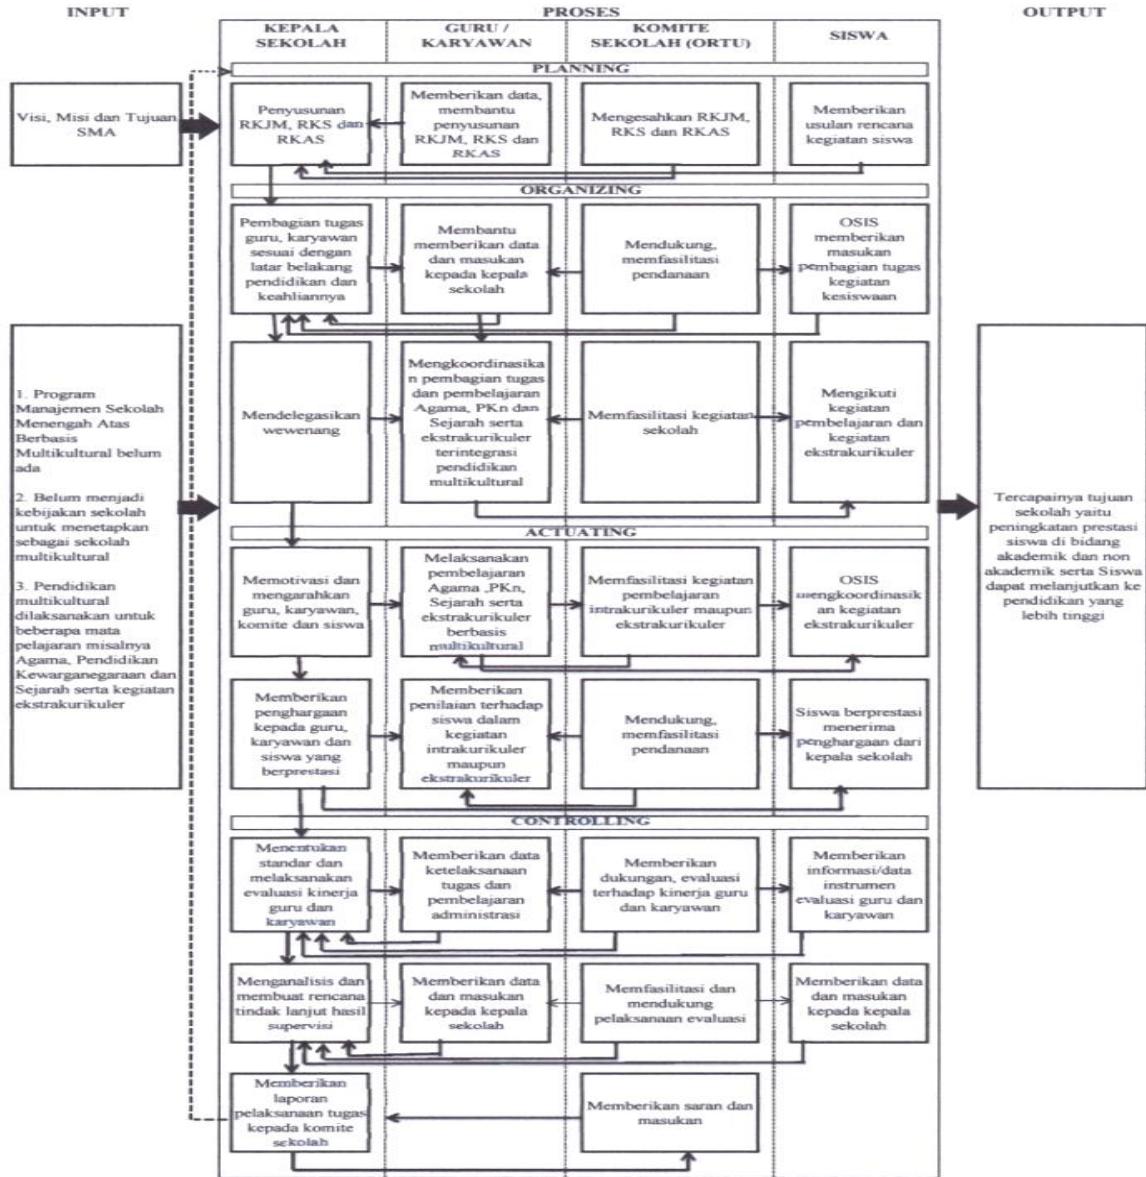 INPUT
PROSES
OUTPUT
KEPALA
SEKOLAH
GURU /
KARYAWAN
KOMITE
SEKOLAH (ORTU)
SISWA
PLANNING
Visi, Misi dan Tujuan
SMA
Penyusunan
RKJM, RKS dan
RKAS
Memberikan data,
membantu
penyusunan
RKJM, RKS dan
RKAS
Mengesahkan RKJM,
RKS dan RKAS
Memberikan
usulan rencana
kegiatan siswa
ORGANIZING
Pembagian tugas
guru, karyawan
sesuai dengan
latar belakang
pendidikan dan
keahliannya
Membantu
memberikan data
dan masukan
kepada kepala
sekolah
Mendukung,
memfasilitasi
pendanaan
OSIS
memberikan
masukan
pembagian tugas
kegiatan
kesiswaan
Mendelegasikan
wewenang
Mengkoordinasika
n pembagian tugas
dan pembelajaran
Agama, PKn dan
Sejarah serta
ekstrakurikuler
terintegrasi
pendidikan
multikultural
Memfasilitasi kegiatan
sekolah
Mengikuti
kegiatan
pembelajaran dan
kegiatan
ekstrakurikuler
1. Program
Manajemen Sekolah
Menengah Atas
Berbasis
Multikultural belum
ada
2. Belum menjadi
kebijakan sekolah
untuk menetapkan
sebagai sekolah
multikultural
3. Pendidikan
multikultural
dilaksanakan untuk
beberapa mata
pelajaran misalnya
Agama, Pendidikan
Kewarganegaraan dan
Sejarah serta kegiatan
ekstrakurikuler
ACTUATING
Memotivasi dan
mengarahkan
guru, karyawan,
komite dan siswa
Melaksanakan
pembelajaran
Agama ,PKn,
Sejarah serta
ekstrakurikuler
berbasis
multikultural
Memfasilitasi kegiatan
pembelajaran
intrakurikuler maupun
ekstrakurikuler
OSIS
mengkoordinasik
an kegiatan
ekstrakurikuler
Memberikan
penghargaan
kepada guru,
karyawan dan
siswa yang
berprestasi
Memberikan
penilaian terhadap
siswa dalam
kegiatan
intrakurikuler
maupun
ekstrakurikuler
Mendukung,
memfasilitasi
pendanaan
Siswa berprestasi
menerima
penghargaan dari
kepala sekolah
Tercapainya tujuan
sekolah yaitu
peningkatan prestasi
siswa di bidang
akademik dan non
akademik serta Siswa
dapat melanjutkan ke
pendidikan yang
lebih tinggi
CONTROLLING
Menentukan
standar dan
melaksanakan
evaluasi kinerja
guru dan
karyawan
Memberikan data
ketelaksanaan
tugas dan
pembelajaran
administrasi
Memberikan
dukungan, evaluasi
terhadap kinerja guru
dan karyawan
Memberikan
informasi/data
instrumen
evaluasi guru dan
karyawan
Menganalisis dan
membuat rencana
tindak lanjut hasil
supervisi
Memberikan data
dan masukan
kepada kepala
sekolah
Memfasilitasi dan
mendukung
pelaksanaan evaluasi
Memberikan data
dan masukan
kepada kepala
sekolah
Memberikan
laporan
pelaksanaan tugas
kepada komite
sekolah
Memberikan saran dan
masukan